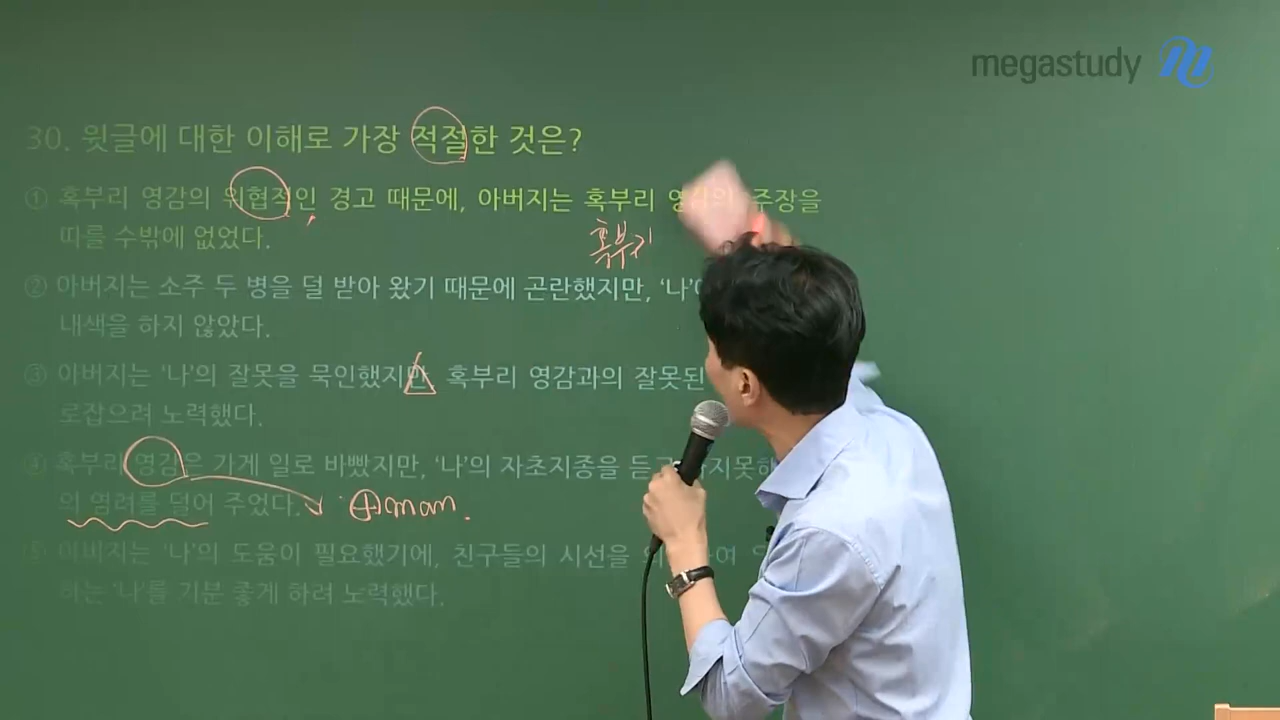 megastudy
30. 윗글에 대한 이해로 가장 적절한 것은?
① 혹부리 영감의 위협적인 경고 때문에, 아버지는 혹부리 영감의 주장을
따를 수밖에 없었다.
혹부리
② 아버지는 소주 두 병을 덜 받아 왔기 때문에 곤란했지만, ‘나’
내색을 하지 않았다.
③ 아버지는 ‘나’의 잘못을 묵인했지만 혹부리 영감과의 잘못된
로잡으려 노력했다.
④ 혹부리 영감은 가게 일로 바빴지만, ‘나’의 자초지종을 듣고
의 염려를 덜어 주었다. ⊕man.
⑤ 아버지는 ‘나’의 도움이 필요했기에, 친구들의 시선을
하는 ‘나’를 기분 좋게 하려 노력했다.